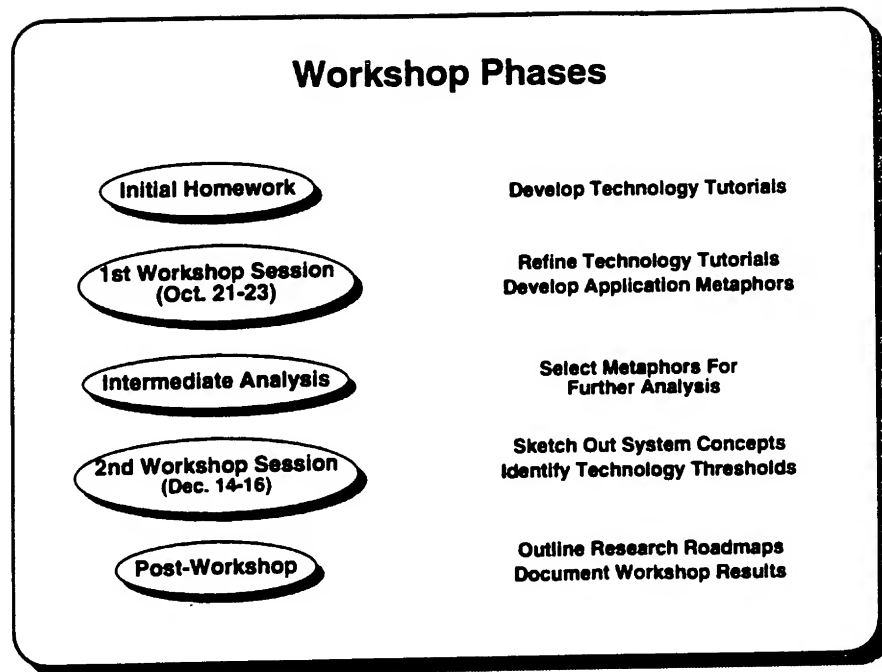 Workshop Phases
Initial Homework
Develop Technology Tutorials
1st Workshop Session
(Oct. 21-23)
Refine Technology Tutorials
Develop Application Metaphors
Intermediate Analysis
Select Metaphors For
Further Analysis
2nd Workshop Session
(Dec. 14-16)
Sketch Out System Concepts
Identify Technology Thresholds
Post-Workshop
Outline Research Roadmaps
Document Workshop Results